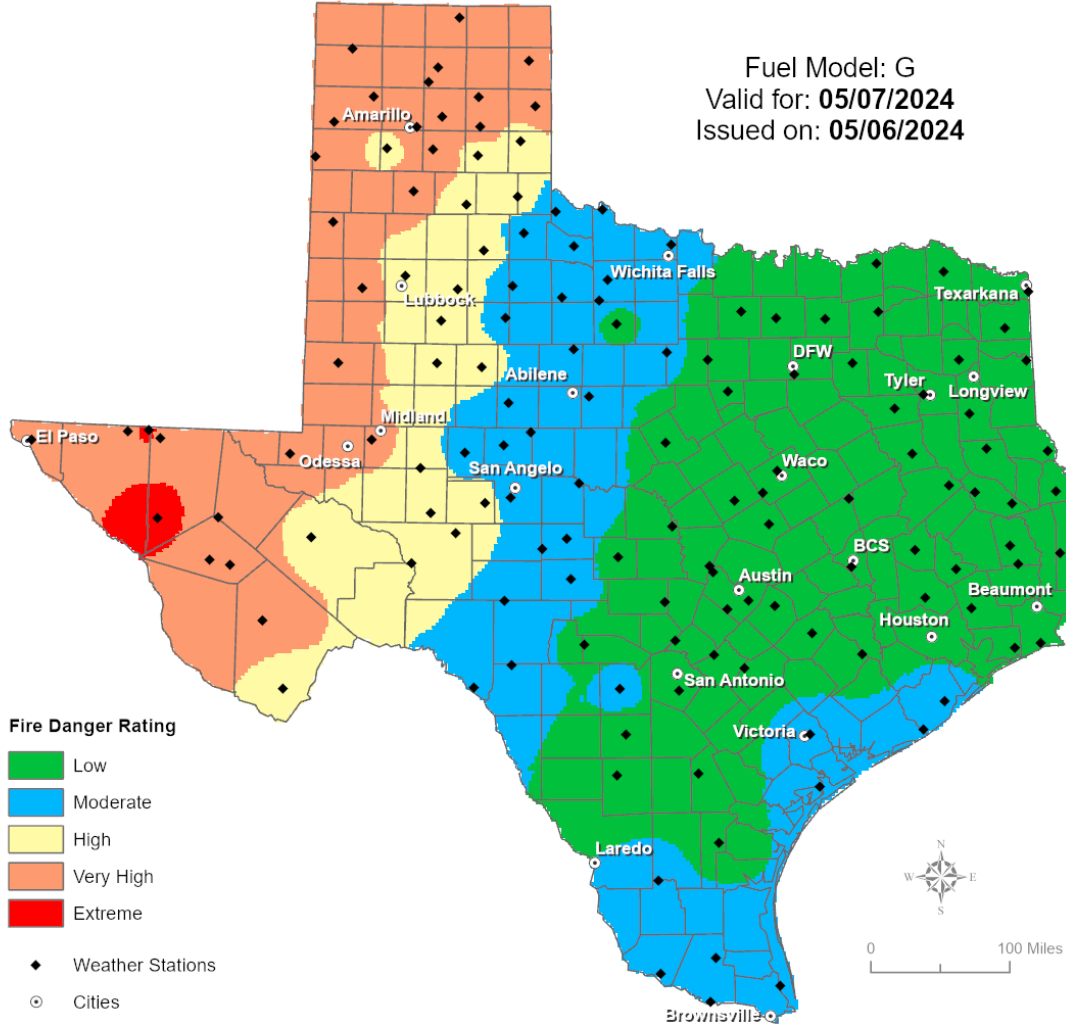 Fuel Model: G
Valid for: 05/07/2024
Issued on: 05/06/2024
Amarillo
Wichita Falls
Lubbock
Texarkana
DFW
Abilene
Tyler
Longview
Midland
El Paso
Odessa
San Angelo
Waco
BCS
Austin
Beaumont
Houston
San Antonio
Victoria
Laredo
Brownsville
Fire Danger Rating
Low
Moderate
High
Very High
Extreme
Weather Stations
Cities
N
W E
S
0 100 Miles